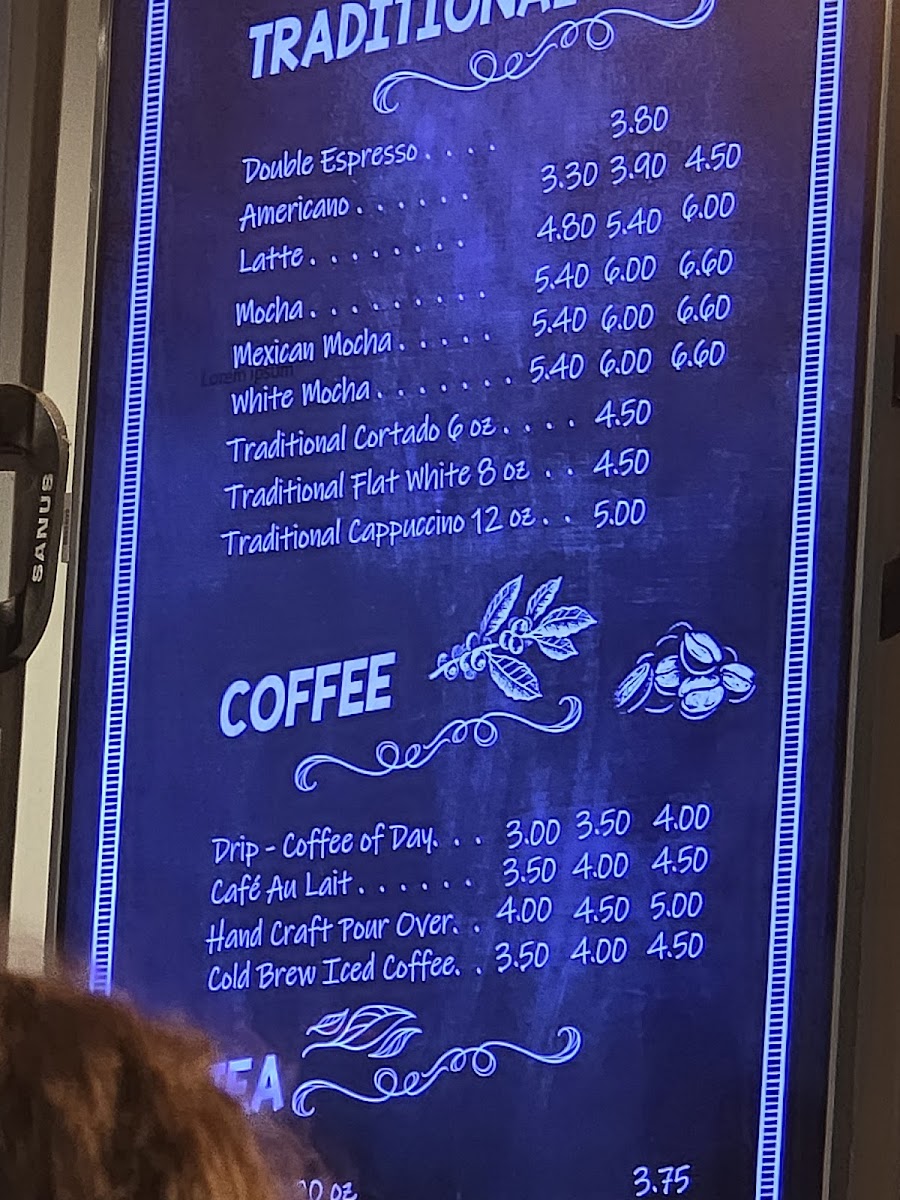 TRADITIONAL
Double Espresso . . . . 3.80
Americano . . . . . . 3.30 3.90 4.50
Latte . . . . . . . . 4.80 5.40 6.00
Mocha . . . . . . . . . 5.40 6.00 6.60
Mexican Mocha . . . . . 5.40 6.00 6.60
Lorem ipsum
White Mocha . . . . . . . 5.40 6.00 6.60
Traditional Cortado 6 oz . . . . 4.50
Traditional Flat White 8 oz . . 4.50
Traditional Cappuccino 12 oz . . 5.00
SANUS
COFFEE
Drip - Coffee of Day. . . 3.00 3.50 4.00
Café Au Lait . . . . . . 3.50 4.00 4.50
Hand Craft Pour Over. . 4.00 4.50 5.00
Cold Brew Iced Coffee. . 3.50 4.00 4.50
EA
oz 3.75